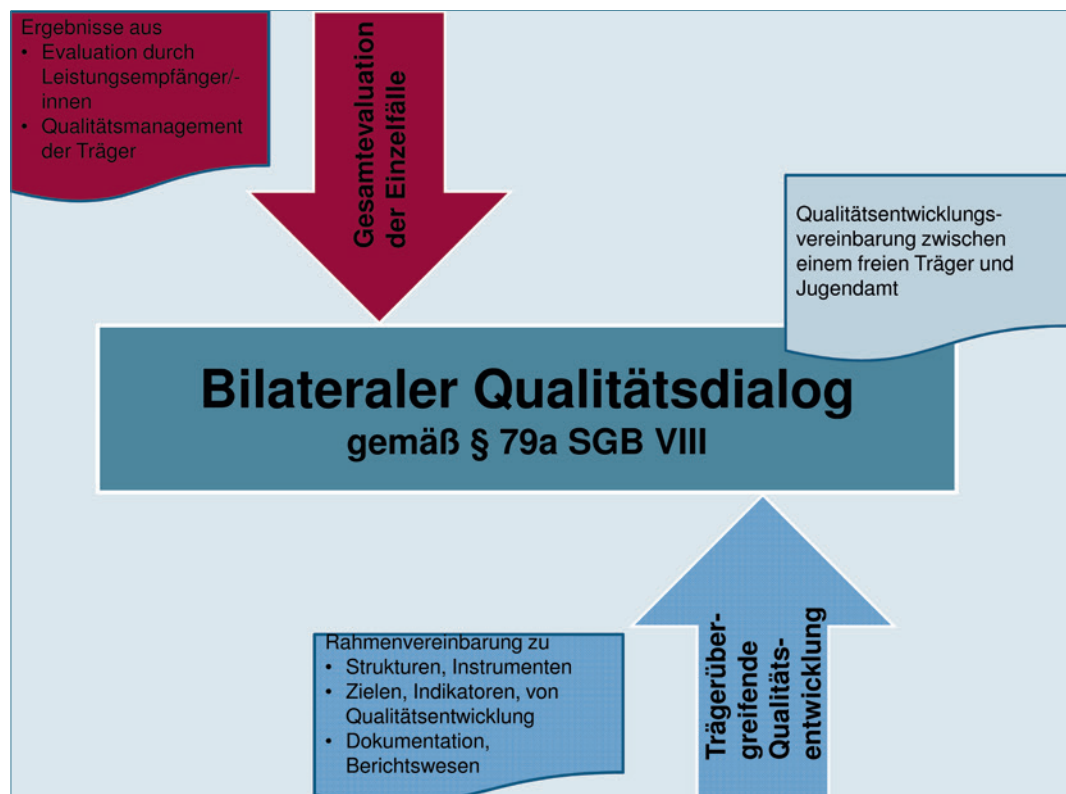 Ergebnisse aus
• Evaluation durch
Leistungsempfänger/-
innen
• Qualitätsmanagement
der Träger
Gesamtevaluation
der Einzelfälle
Qualitätsentwicklungs-
vereinbarung zwischen
einem freien Träger und
Jugendamt
Bilateraler Qualitätsdialog
gemäß § 79a SGB VIII
Rahmenvereinbarung zu
• Strukturen, Instrumenten
• Zielen, Indikatoren, von
Qualitätsentwicklung
• Dokumentation,
Berichtswesen
Trägerüber-
greifende
Qualitäts-
entwicklung